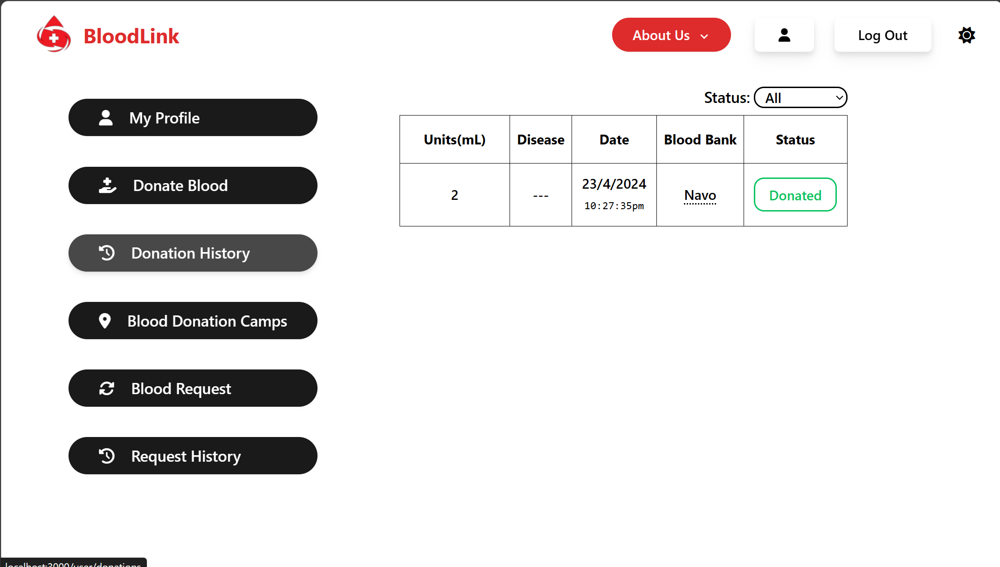 BloodLink
About Us
Log Out
Status: All
My Profile
Donate Blood
Donation History
Blood Donation Camps
Blood Request
Request History
Units(mL) Disease Date Blood Bank Status
2 --- 23/4/2024 Navo Donated
10:27:35pm
localhost:3000/user/donations